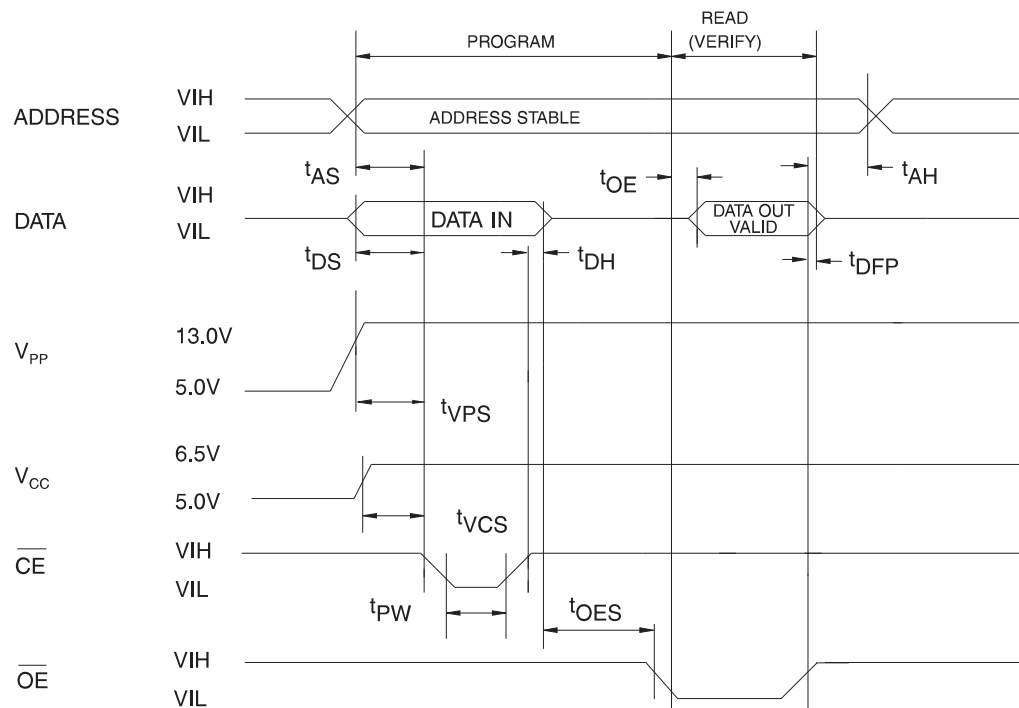 READ
PROGRAM (VERIFY)
VIH
ADDRESS ADDRESS STABLE
VIL
tAS tOE tAH
VIH
DATA DATA IN DATA OUT VALID
VIL
tDS tDH tDFP
13.0V
VPP
5.0V
tVPS
6.5V
VCC
5.0V
tVCS
VIH
CE
VIL
tPW tOES
VIH
OE
VIL